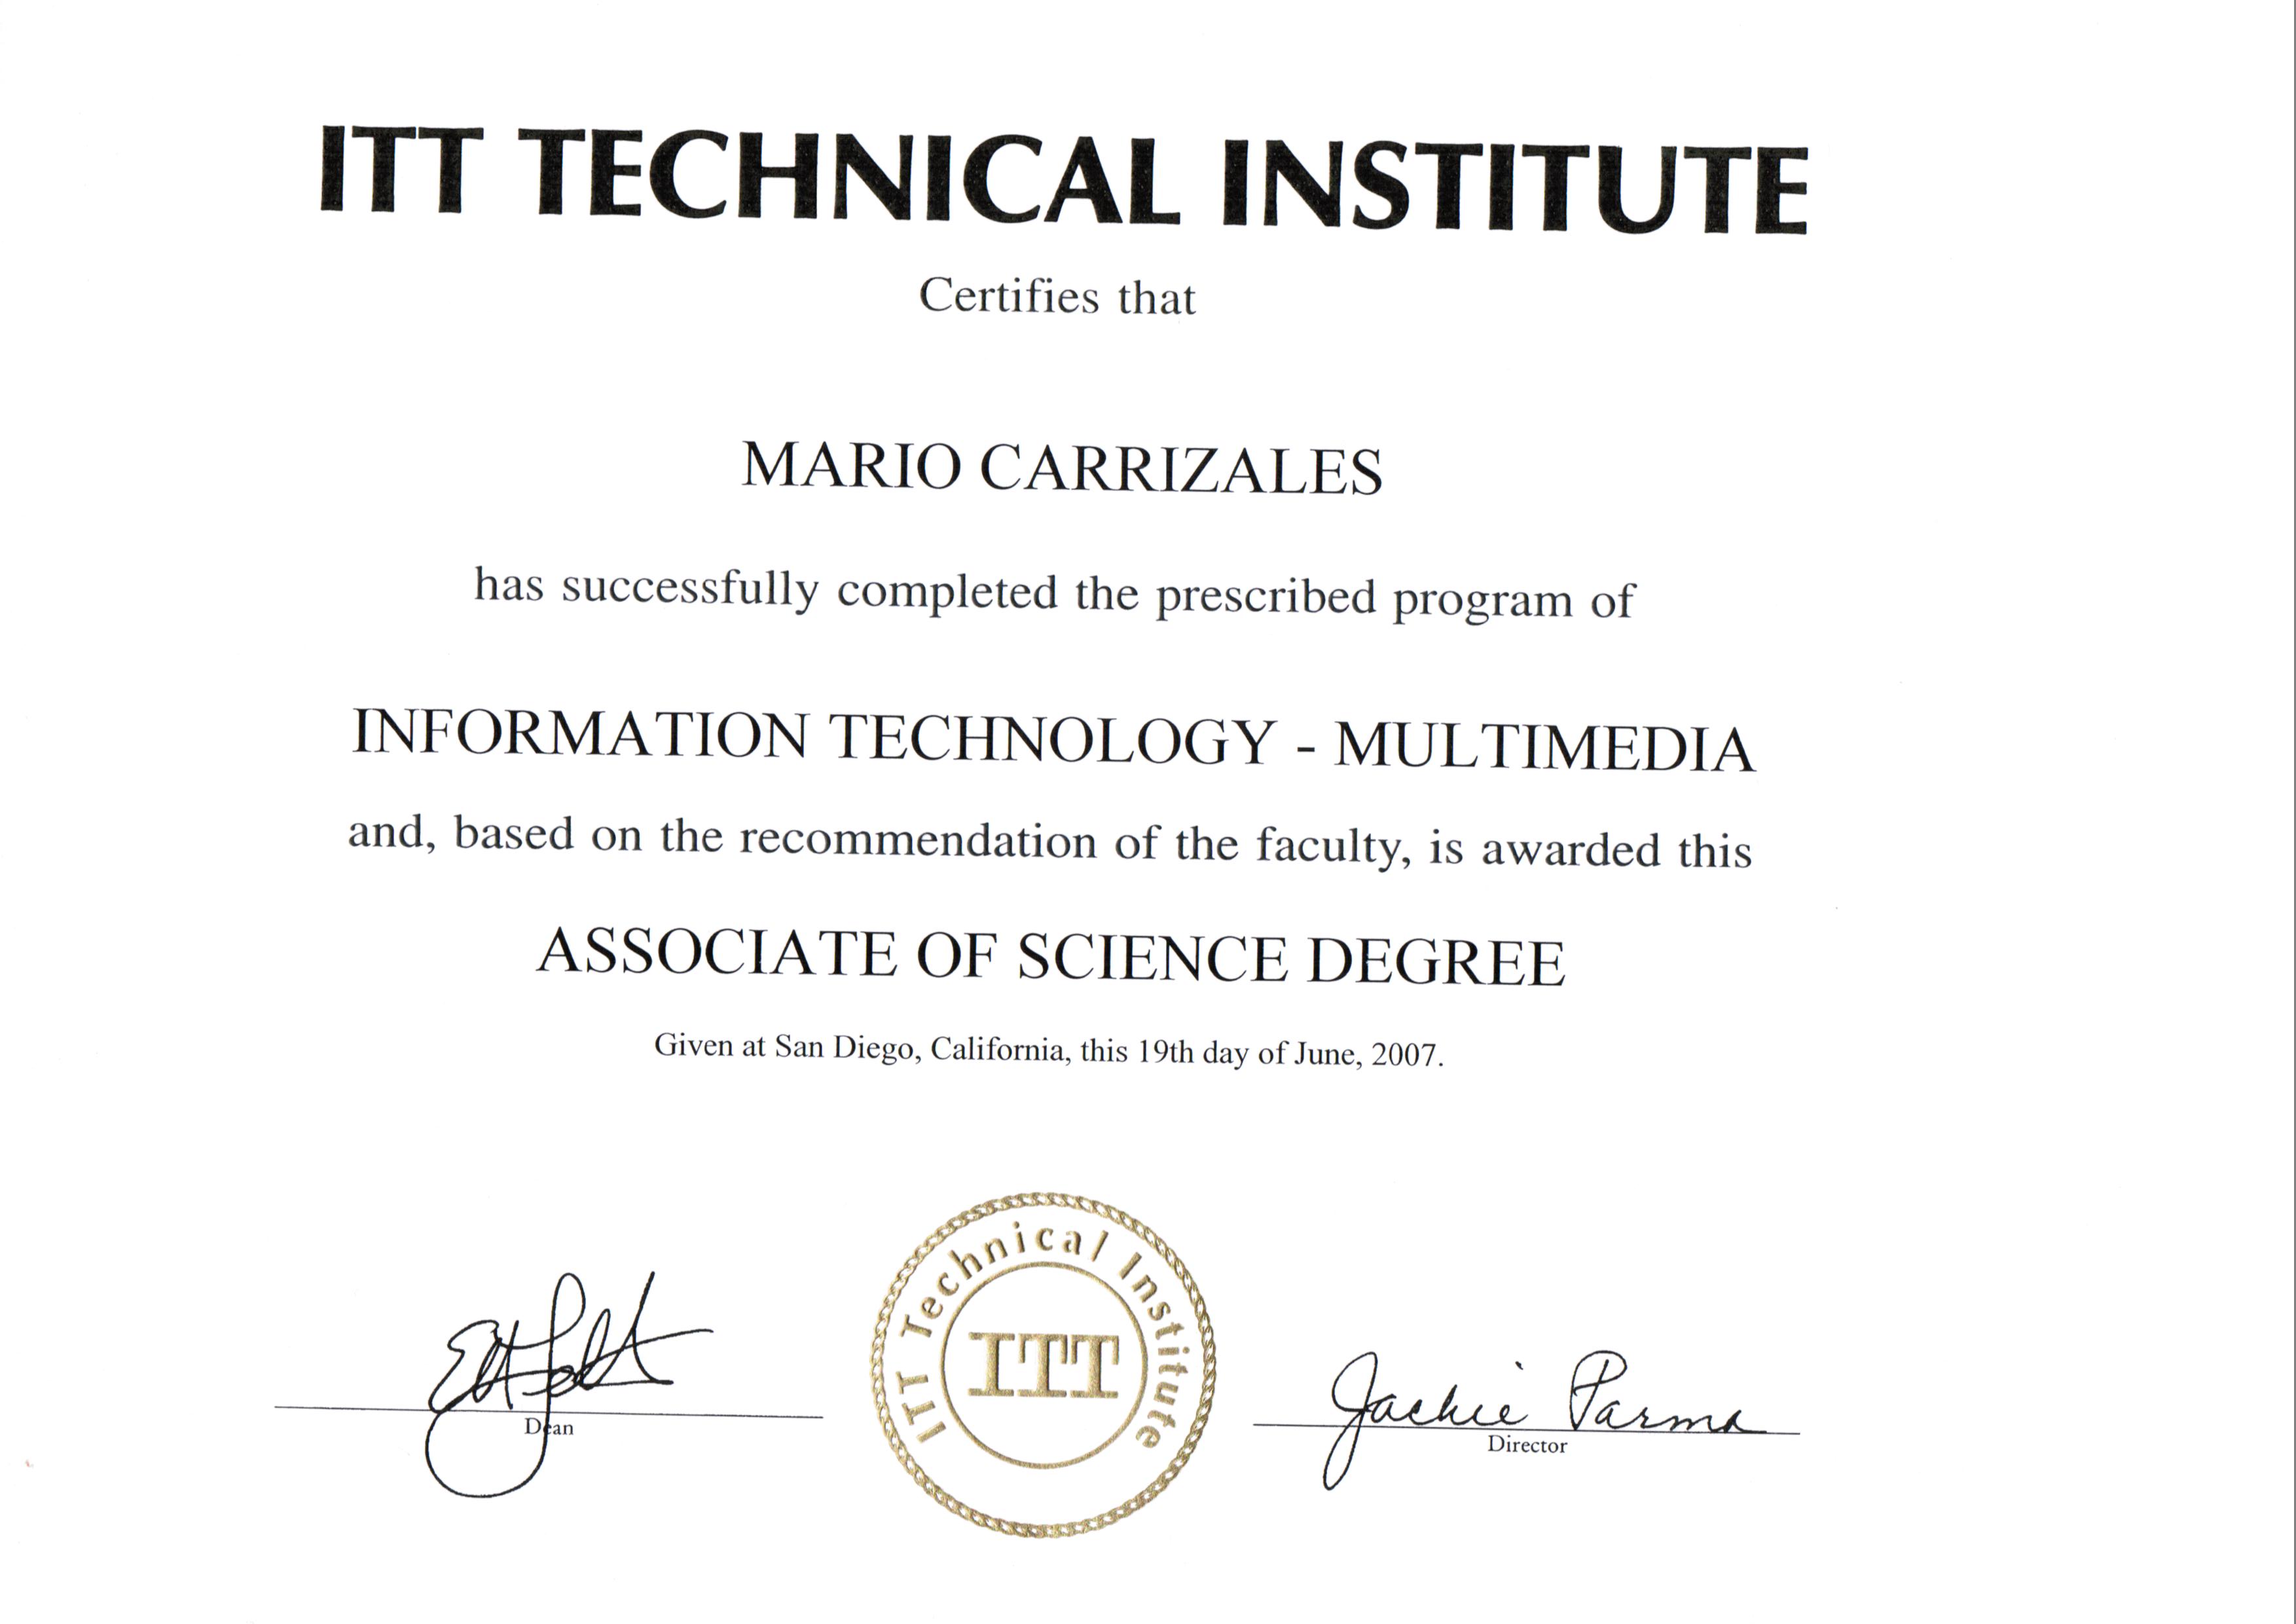 ITT TECHNICAL INSTITUTE
Certifies that
MARIO CARRIZALES
has successfully completed the prescribed program of
INFORMATION TECHNOLOGY - MULTIMEDIA
and, based on the recommendation of the faculty, is awarded this
ASSOCIATE OF SCIENCE DEGREE
Given at San Diego, California, this 19th day of June, 2007.
ITT Technical Institute
ITT
Jackie Parma
Dean
Director